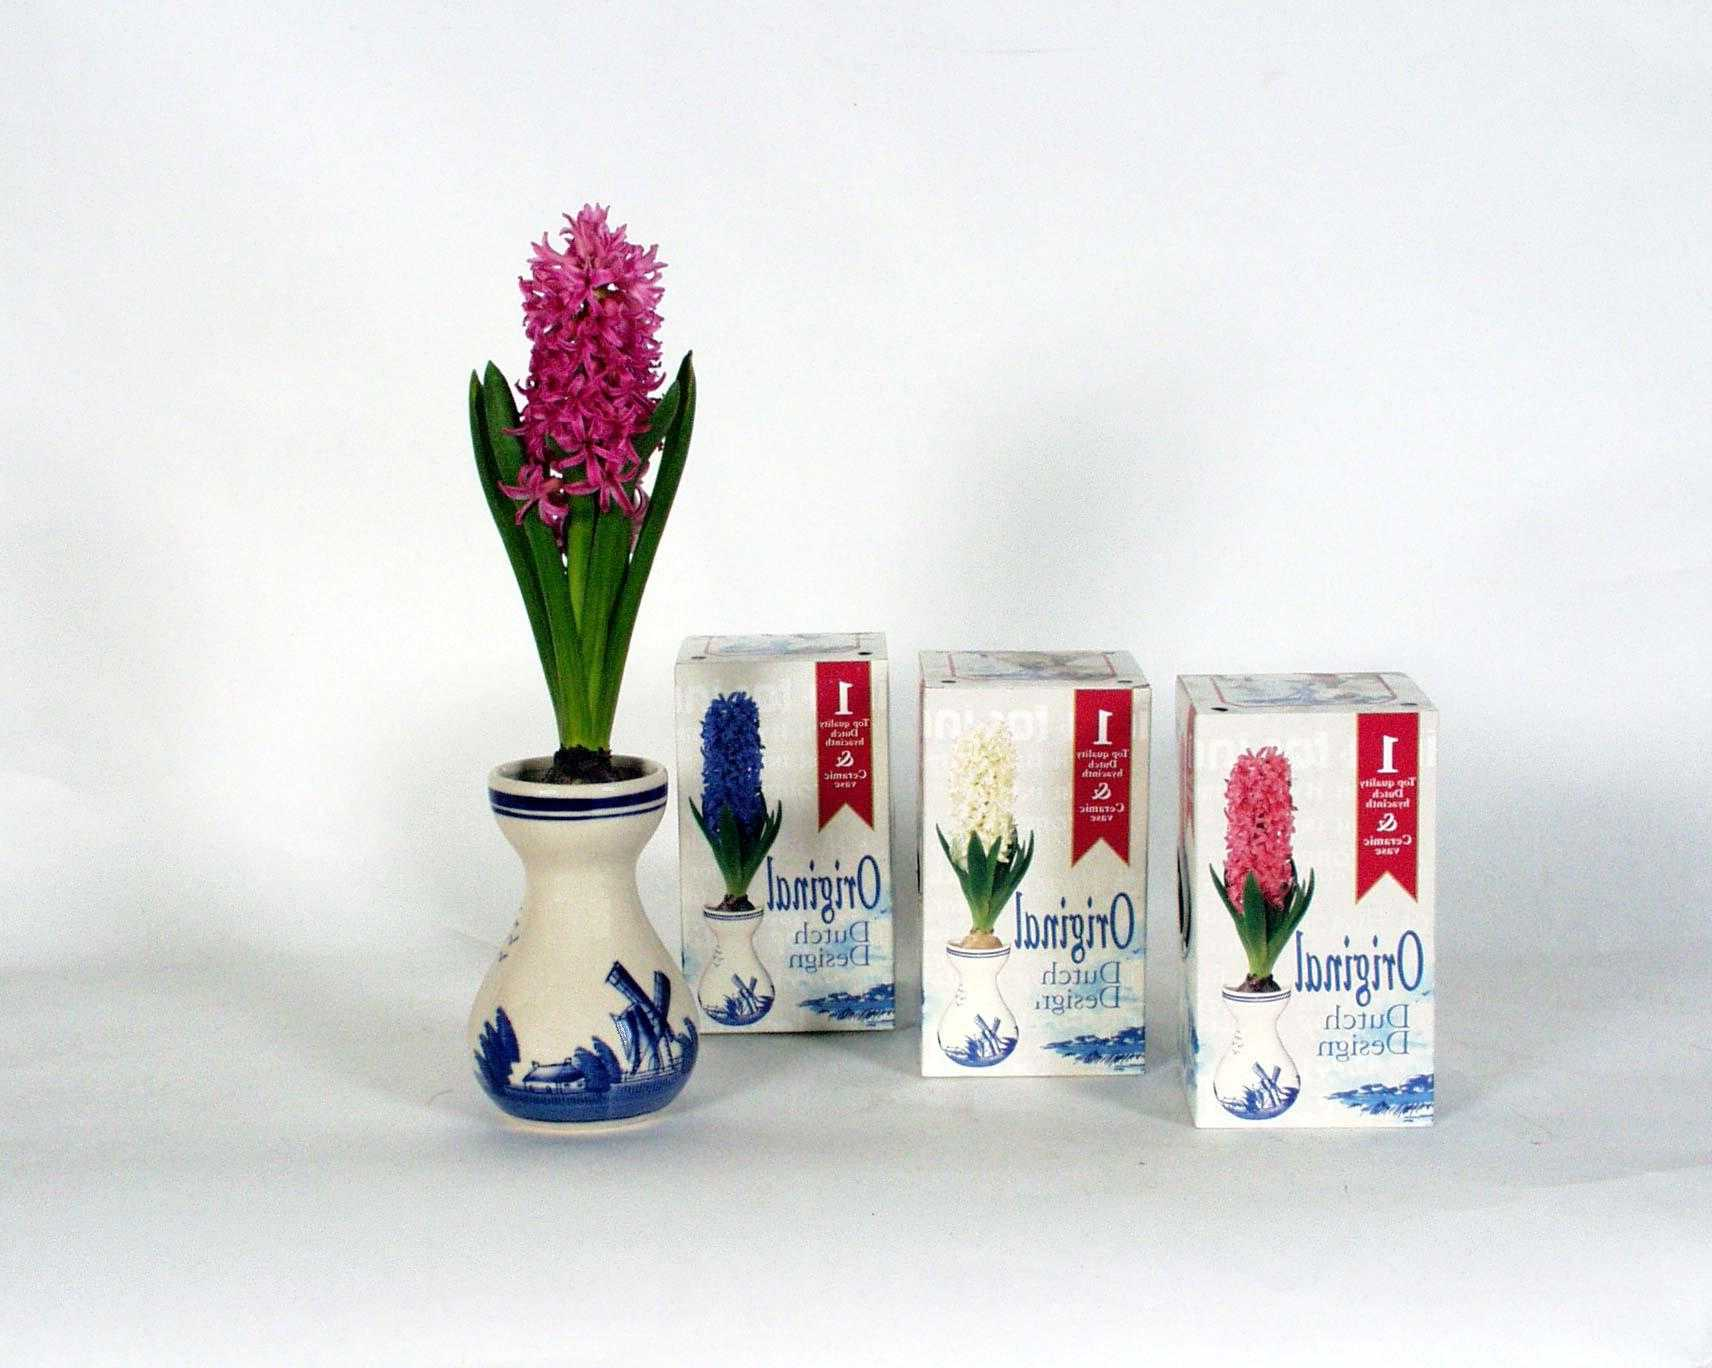 1
Top quality
Dutch
hyacinth
&
Ceramic
vase
Original
Dutch
Design
1
Top quality
Dutch
hyacinth
&
Ceramic
vase
Original
Dutch
Design
1
Top quality
Dutch
hyacinth
&
Ceramic
vase
Original
Dutch
Design